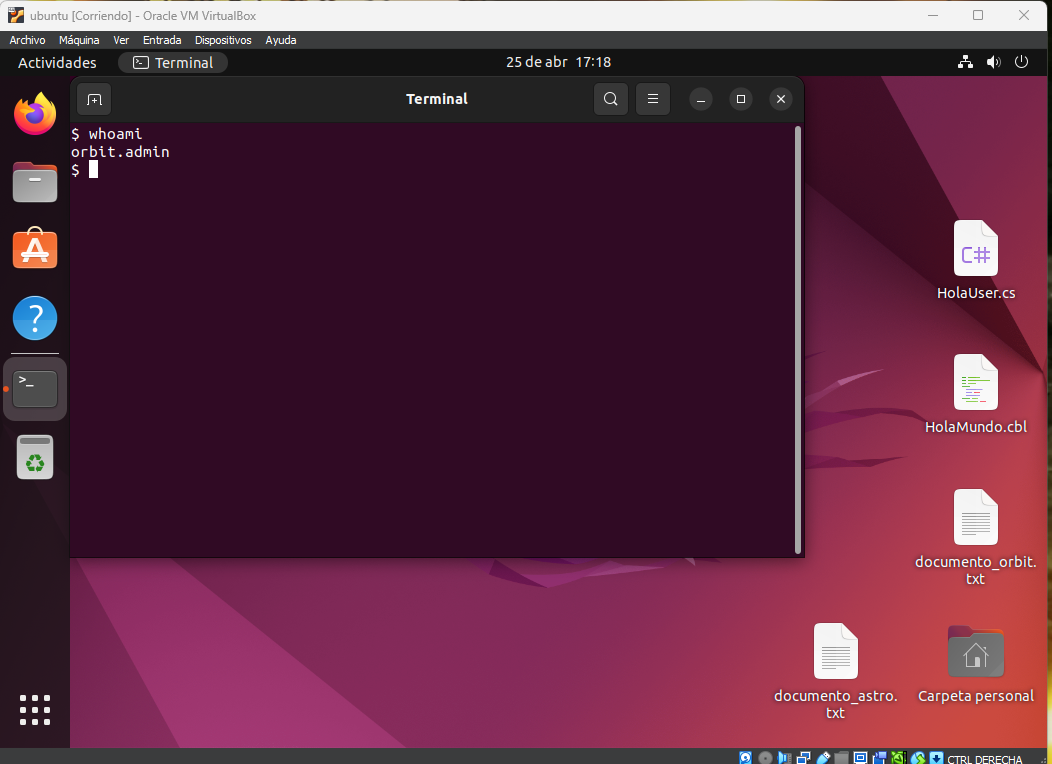 ubuntu [Corriendo] - Oracle VM VirtualBox
Archivo Máquina Ver Entrada Dispositivos Ayuda
Actividades Terminal 25 de abr 17:18
Terminal
$ whoami
orbit.admin
$
C#
HolaUser.cs
HolaMundo.cbl
documento_orbit.
txt
documento_astro.
txt
Carpeta personal
CTRL DERECHA